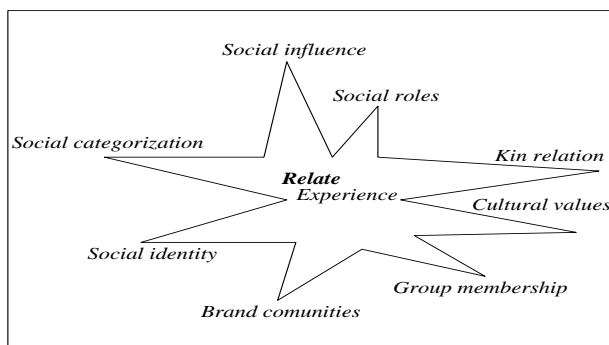 Social influence
Social roles
Social categorization
Kin relation
Relate
Experience
Cultural values
Social identity
Group membership
Brand comunities